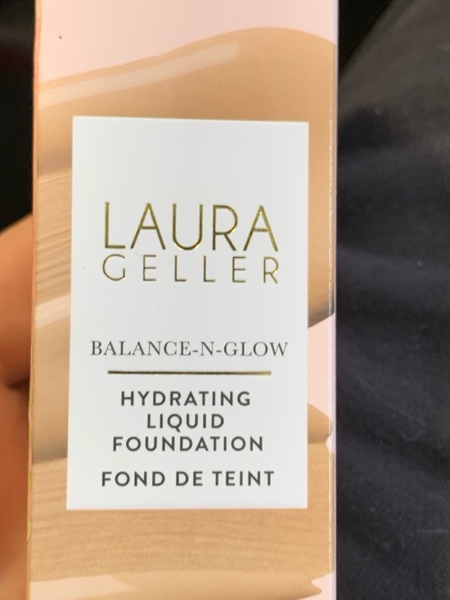 LAURA
GELLER
BALANCE-N-GLOW
HYDRATING
LIQUID
FOUNDATION
FOND DE TEINT